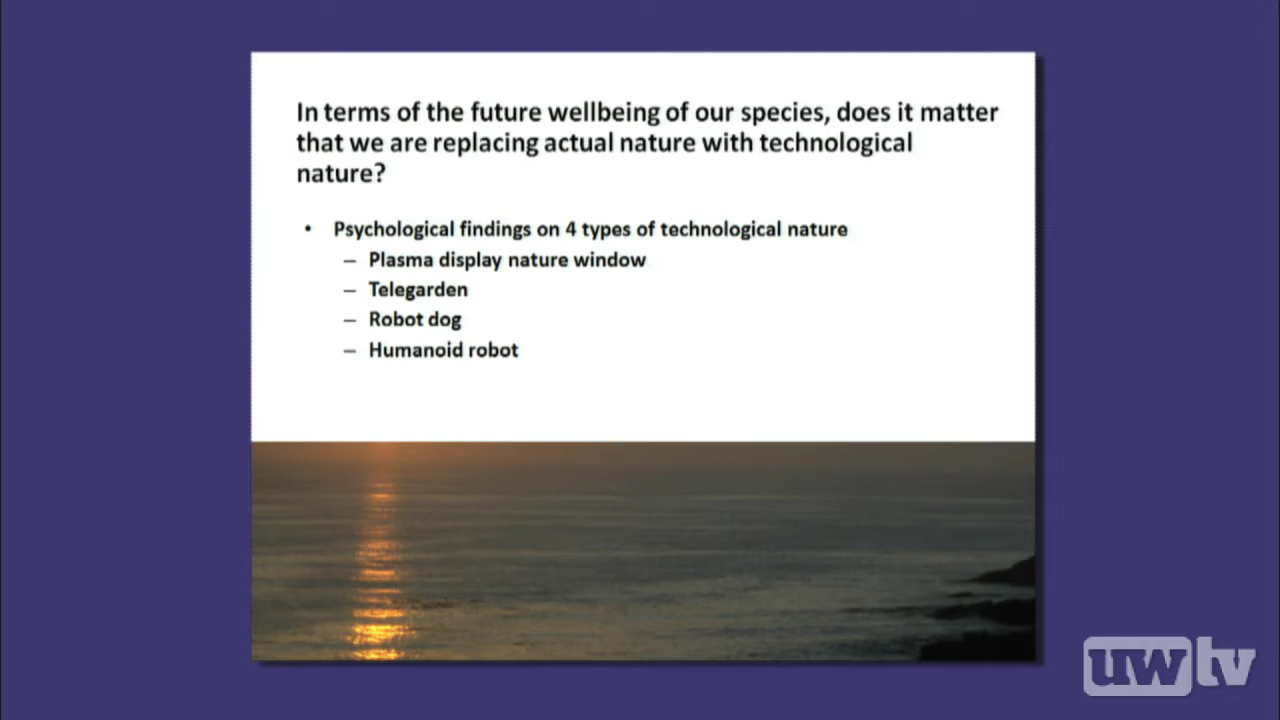 In terms of the future wellbeing of our species, does it matter
that we are replacing actual nature with technological
nature?
• Psychological findings on 4 types of technological nature
– Plasma display nature window
– Telegarden
– Robot dog
– Humanoid robot
uwtv